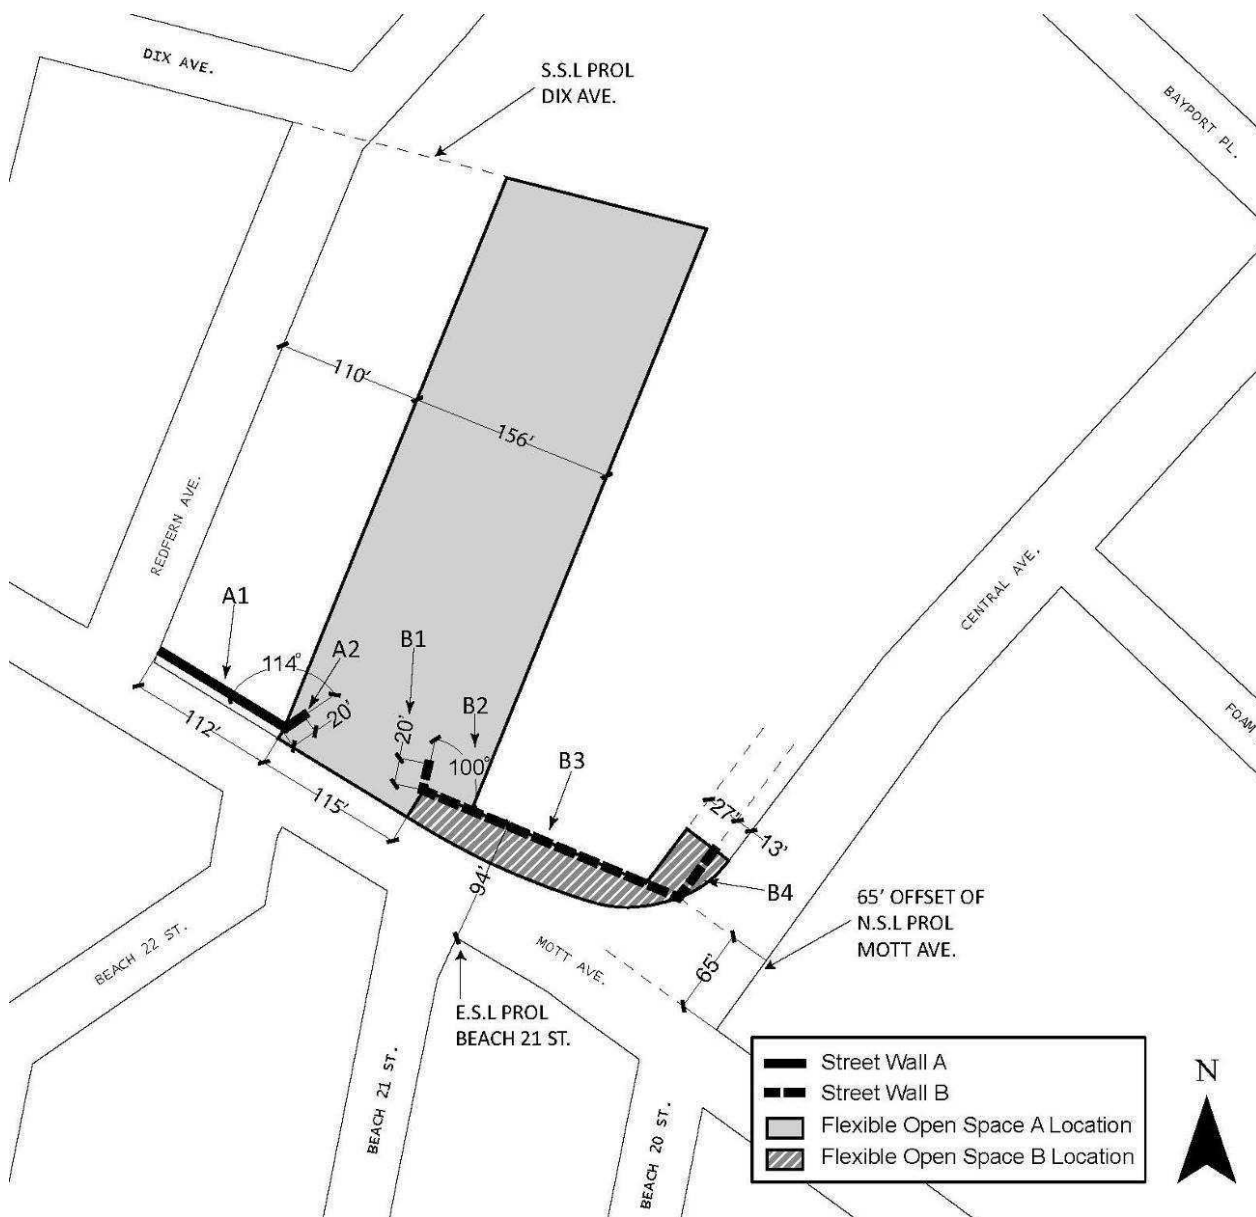 DIX AVE.
S.S.L PROL
DIX AVE.
BAYPORT PL.
110'
156'
REDFERN AVE.
CENTRAL AVE.
A1
114°
A2
B1
20'
20'
B2
100°
B3
112'
115'
27'
13'
FOAM
B4
94'
65' OFFSET OF
N.S.L PROL
MOTT AVE.
BEACH 22 ST.
MOTT AVE.
65'
E.S.L PROL
BEACH 21 ST.
BEACH 21 ST.
BEACH 20 ST.
Street Wall A
Street Wall B
Flexible Open Space A Location
Flexible Open Space B Location
N